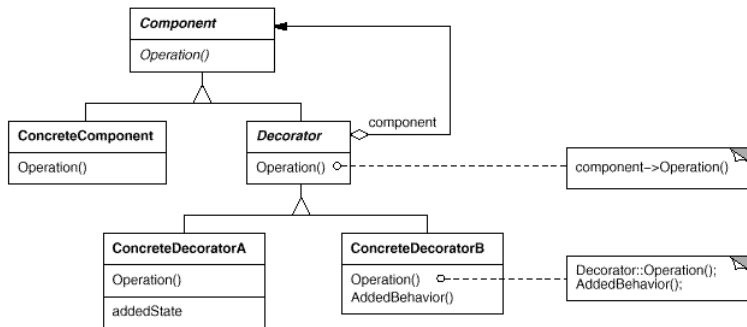 Component
Operation()
component
ConcreteComponent
Operation()
Decorator
Operation()
component->Operation()
ConcreteDecoratorA
Operation()
addedState
ConcreteDecoratorB
Operation()
AddedBehavior()
Decorator::Operation();
AddedBehavior();